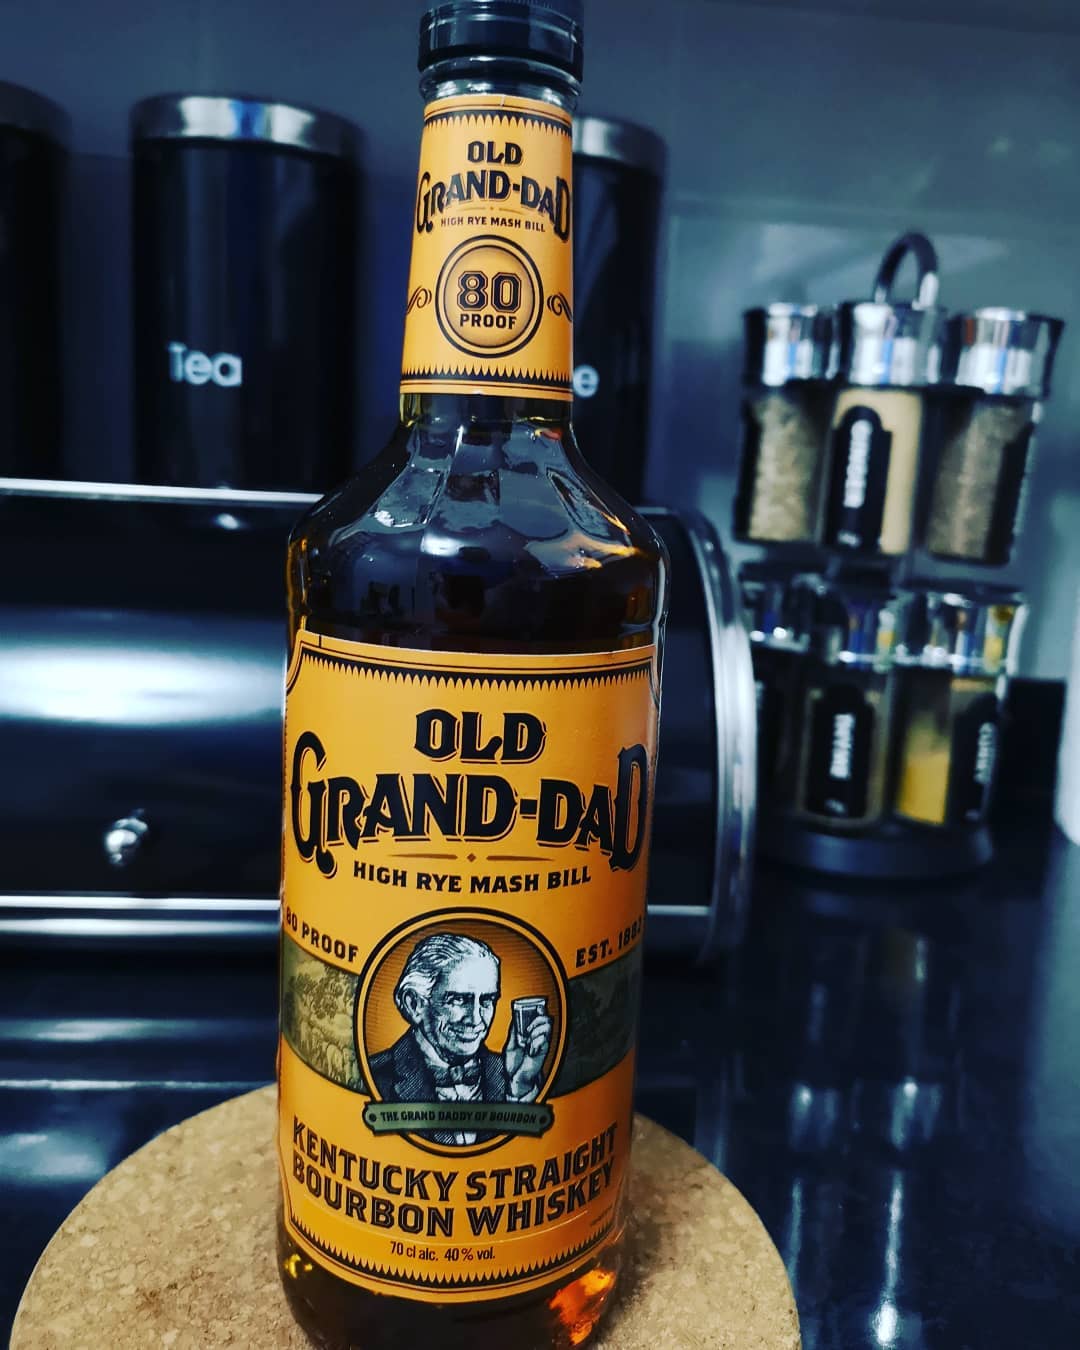 OLD
GRAND-DAD
HIGH RYE MASH BILL
80
PROOF
Tea
e
OLD
GRAND-DAD
HIGH RYE MASH BILL
80 PROOF
EST. 1882
THE GRAND DADDY OF BOURBON
KENTUCKY STRAIGHT
BOURBON WHISKEY
70 cl alc. 40% vol.
CURRY